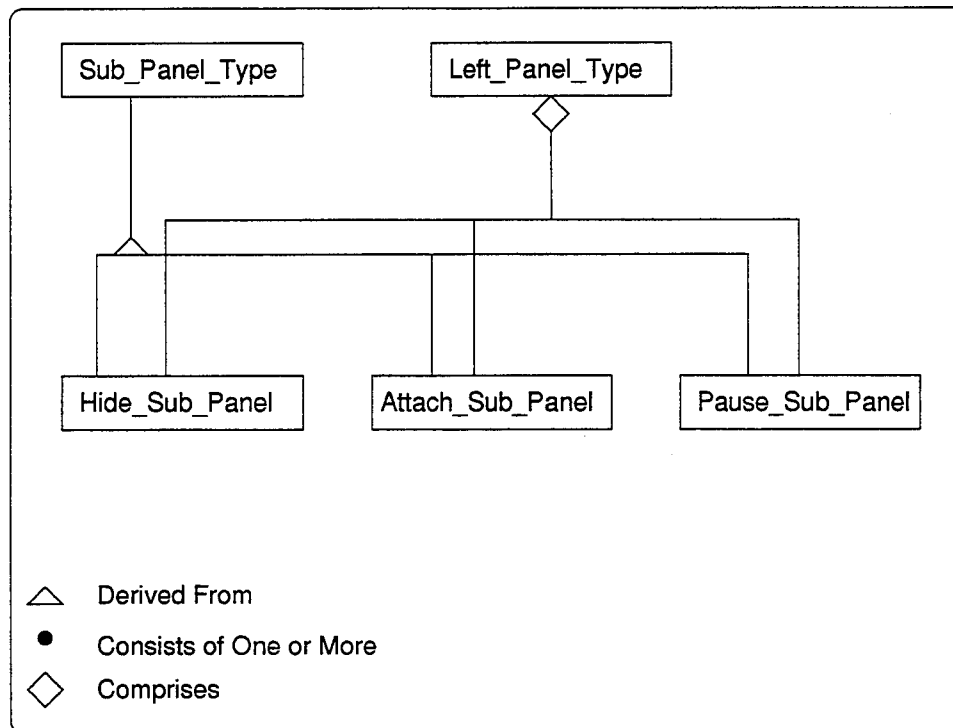 Sub_Panel_Type
Left_Panel_Type
Hide_Sub_Panel
Attach_Sub_Panel
Pause_Sub_Panel
Derived From
Consists of One or More
Comprises